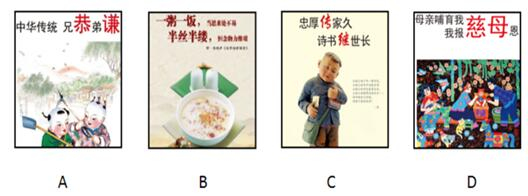 中华传统 兄恭弟谦
一粥一饭，当思来处不易
半丝半缕，恒念物力维艰
忠厚传家久
诗书继世长
母亲哺育我
我报慈母恩
A
B
C
D